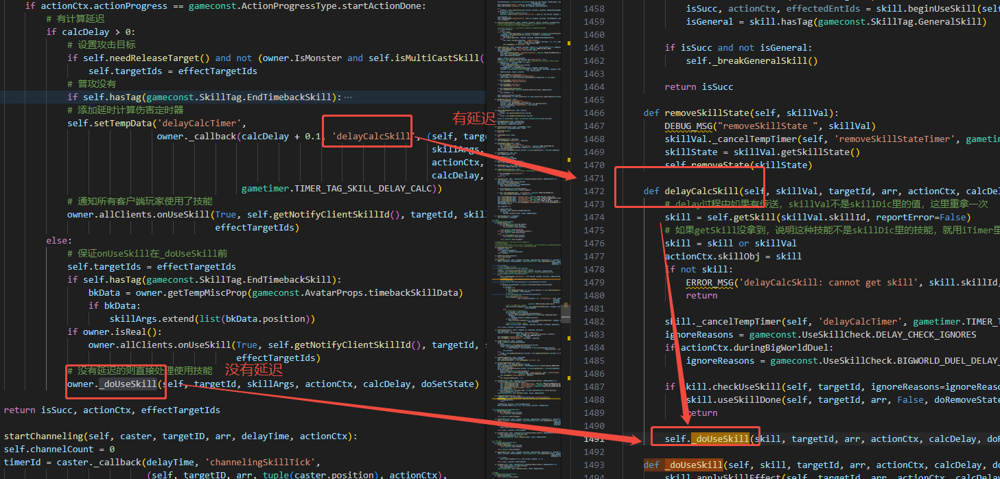 if actionCtx.actionProgress == gameconst.ActionProgressType.startActionDone:
# 有计算延迟
if calcDelay > 0:
# 设置攻击目标
if self.needReleaseTarget() and not (owner.IsMonster and self.isMultiCastSkill()
self.targetIds = effectTargetIds
# 普攻没有
if self.hasTag(gameconst.SkillTag.EndTimebackSkill): ···
# 添加延时计算伤害定时器
self.setTempData('delayCalcTimer',
owner._callback(calcDelay + 0.1, 'delayCalcSkill', (self, targe
skillArgs,
actionCtx,
calcDelay,
gametimer.TIMER_TAG_SKILL_DELAY_CALC))
# 通知所有客户端玩家使用了技能
owner.allClients.onUseSkill(True, self.getNotifyClientSkillId(), targetId, skill
effectTargetIds)
else:
# 保证onUseSkill在_doUseSkill前
self.targetIds = effectTargetIds
if self.hasTag(gameconst.SkillTag.EndTimebackSkill):
bkData = owner.getTempMiscProp(gameconst.AvatarProps.timebackSkillData)
if bkData:
skillArgs.extend(list(bkData.position))
if owner.isReal():
owner.allClients.onUseSkill(True, self.getNotifyClientSkillId(), targetId, s
effectTargetIds)
# 没有延迟的则直接处理使用技能
没有延迟
owner._doUseSkill(self, targetId, skillArgs, actionCtx, calcDelay, doSetState)
return isSucc, actionCtx, effectTargetIds
startChanneling(self, caster, targetID, arr, delayTime, actionCtx):
self.channelCount = 0
timerId = caster._callback(delayTime, 'channelingSkillTick',
(self, targetID, arr, tuple(caster.position), actionCtx),
有延迟
1458 isSucc, actionCtx, effectedEntIds = skill.beginUseSkill(self
1459 isGeneral = skill.hasTag(gameconst.SkillTag.GeneralSkill)
1460
1461 if isSucc and not isGeneral:
1462 self._breakGeneralSkill()
1463
1464 return isSucc
1465
1466 def removeSkillState(self, skillVal):
1467 DEBUG_MSG("removeSkillState ", skillVal)
1468 skillVal._cancelTempTimer(self, 'removeSkillStateTimer', gametim
1469 skillState = skillVal.getSkillState()
1470 self.removeState(skillState)
1471
1472 def delayCalcSkill(self, skillVal, targetId, arr, actionCtx, calcDel
1473 # delay过程中如果有传送，skillVal不是skillDic里的值，这里重拿一次
1474 skill = self.getSkill(skillVal.skillId, reportError=False)
1475 # 如果getSkill没拿到，说明这种技能不是skillDic里的技能，就用iTimer里
1476 skill = skill or skillVal
1477 actionCtx.skillObj = skill
1478 if not skill:
1479 ERROR_MSG('delayCalcSkill: cannot get skill', skill.skillId,
1480 return
1481
1482 skill._cancelTempTimer(self, 'delayCalcTimer', gametimer.TIMER_T
1483 ignoreReasons = gameconst.UseSkillCheck.DELAY_CHECK_IGNORES
1484 if actionCtx.duringBigWorldDuel:
1485 ignoreReasons = gameconst.UseSkillCheck.BIGWORLD_DUEL_DELAY_
1486
1487 if skill.checkUseSkill(self, targetId, ignoreReasons=ignoreReaso
1488 skill.useSkillDone(self, targetId, arr, False, doRemoveState
1489 return
1490
1491 self._doUseSkill(skill, targetId, arr, actionCtx, calcDelay, doR
1492
1493 def _doUseSkill(self, skill, targetId, arr, actionCtx, calcDelay, do
1494 skill.applySkillEffect(self, targetId, arr, actionCtx, calcDelay